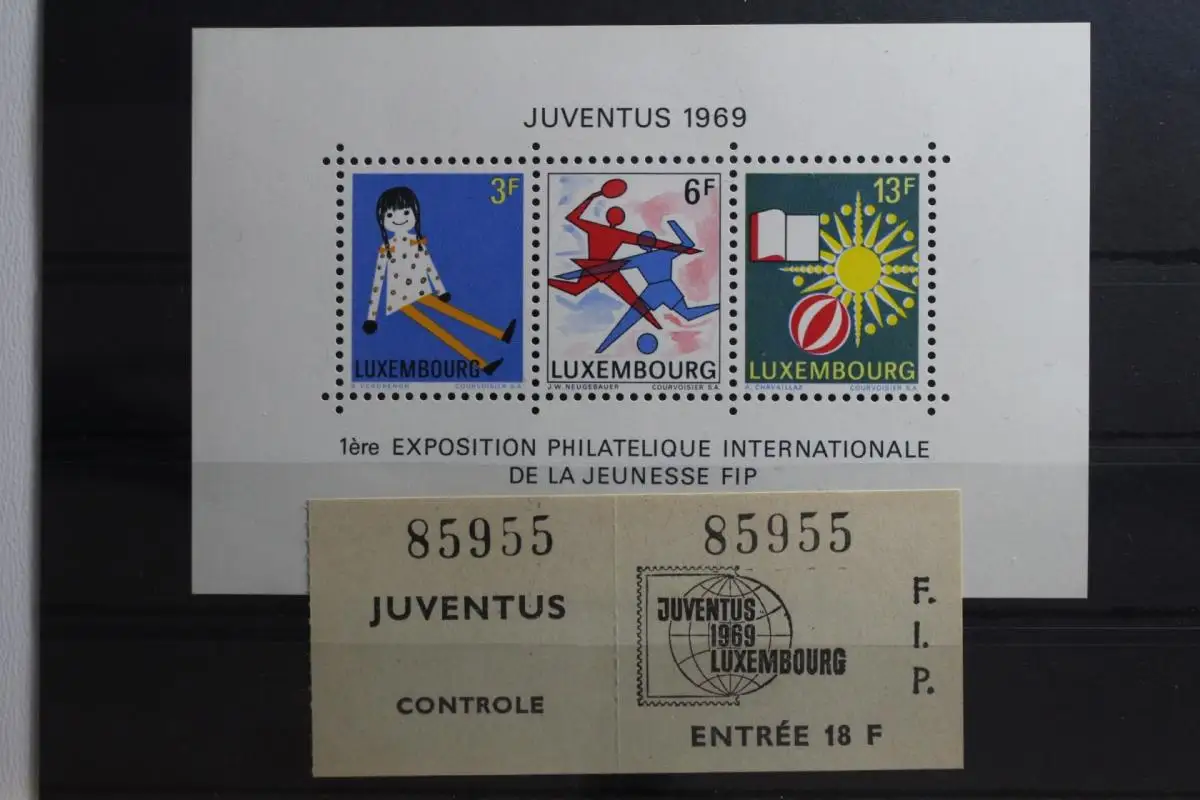 JUVENTUS 1969
3F
LUXEMBOURG
COURVOISIER S.A.
6F
LUXEMBOURG
J.W. NEUGEBAUER COURVOISIER S.A.
13F
LUXEMBOURG
A. CHAVAILLAZ COURVOISIER S.A.
1ère EXPOSITION PHILATELIQUE INTERNATIONALE
DE LA JEUNESSE FIP
85955
JUVENTUS
CONTROLE
85955
JUVENTUS
1969
LUXEMBOURG
F.
I.
P.
ENTRÉE 18 F